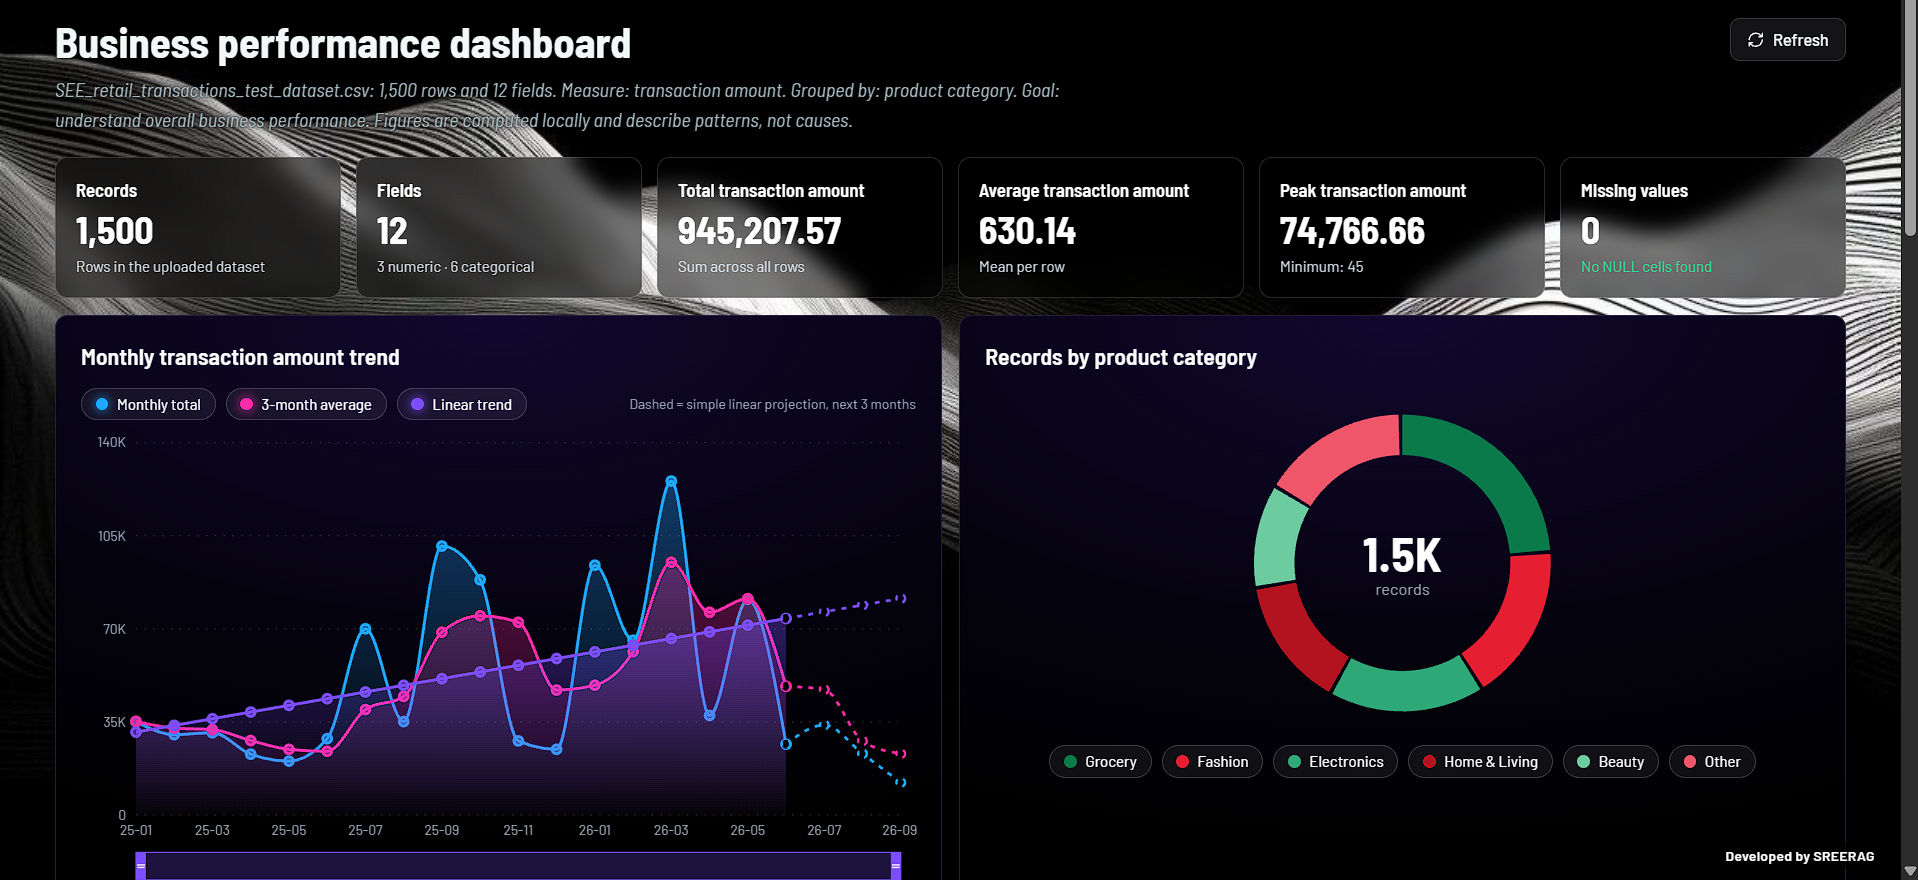 Business performance dashboard
Refresh
SEE_retail_transactions_test_dataset.csv: 1,500 rows and 12 fields. Measure: transaction amount. Grouped by: product category. Goal:
understand overall business performance. Figures are computed locally and describe patterns, not causes.
Records
1,500
Rows in the uploaded dataset
Fields
12
3 numeric · 6 categorical
Total transaction amount
945,207.57
Sum across all rows
Average transaction amount
630.14
Mean per row
Peak transaction amount
74,766.66
Minimum: 45
Missing values
0
No NULL cells found
Monthly transaction amount trend
Monthly total
3-month average
Linear trend
Dashed = simple linear projection, next 3 months
140K
105K
70K
35K
0
25-01 25-03 25-05 25-07 25-09 25-11 26-01 26-03 26-05 26-07 26-09
Records by product category
1.5K
records
Grocery
Fashion
Electronics
Home & Living
Beauty
Other
Developed by SREERAG